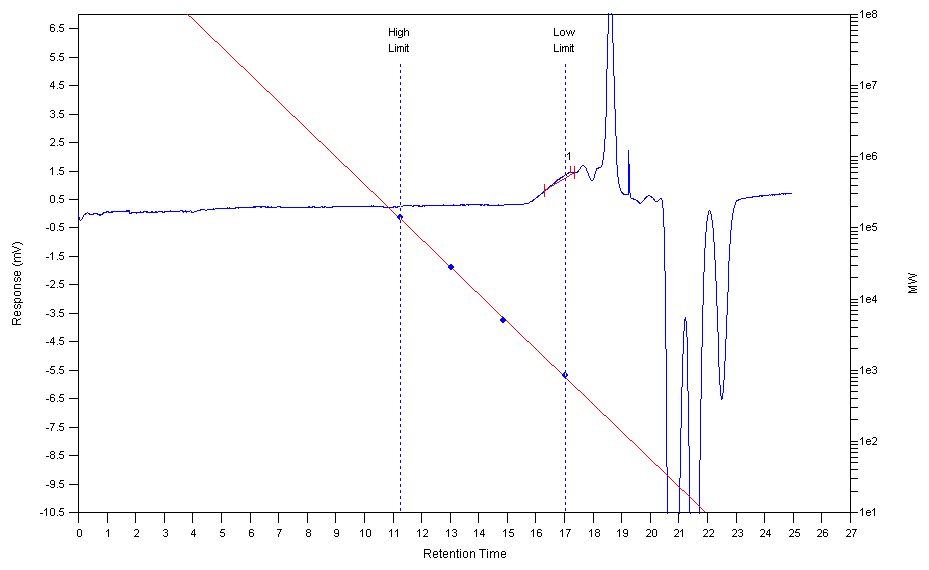 High Limit
Low Limit
1
6.5
5.5
4.5
3.5
2.5
1.5
0.5
-0.5
-1.5
-2.5
-3.5
-4.5
-5.5
-6.5
-7.5
-8.5
-9.5
-10.5
Response (mV)
1e8
1e7
1e6
1e5
1e4
1e3
1e2
1e1
MW
0 1 2 3 4 5 6 7 8 9 10 11 12 13 14 15 16 17 18 19 20 21 22 23 24 25 26 27
Retention Time